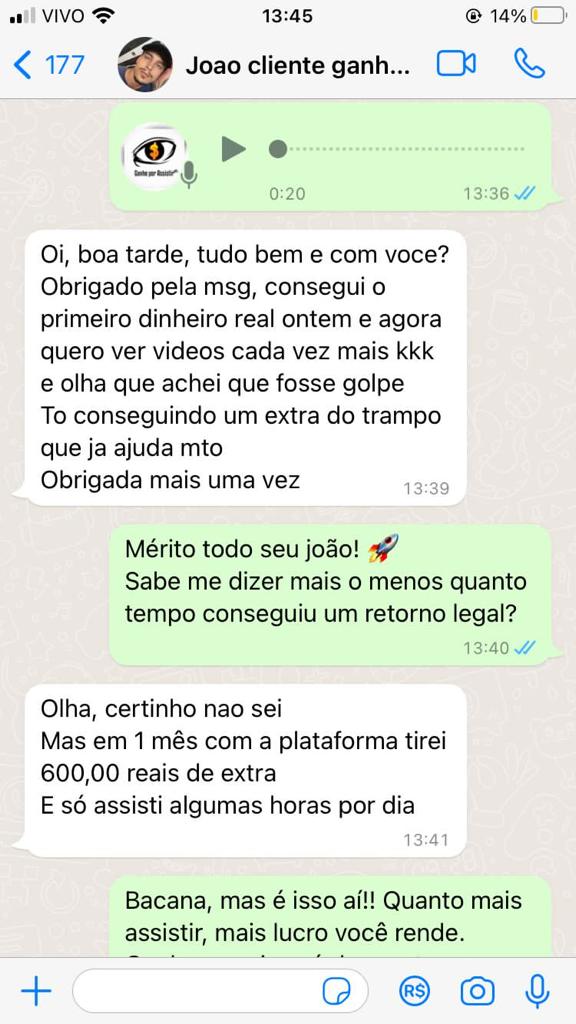 VIVO 13:45 14%
177 Joao cliente ganh...
Ganhe por Assistir
0:20 13:36
Oi, boa tarde, tudo bem e com voce?
Obrigado pela msg, consegui o
primeiro dinheiro real ontem e agora
quero ver videos cada vez mais kkk
e olha que achei que fosse golpe
To conseguindo um extra do trampo
que ja ajuda mto
Obrigada mais uma vez
13:39
Mérito todo seu joão! 🚀
Sabe me dizer mais o menos quanto
tempo conseguiu um retorno legal?
13:40
Olha, certinho nao sei
Mas em 1 mês com a plataforma tirei
600,00 reais de extra
E só assisti algumas horas por dia
13:41
Bacana, mas é isso aí!! Quanto mais
assistir, mais lucro você rende.
R$